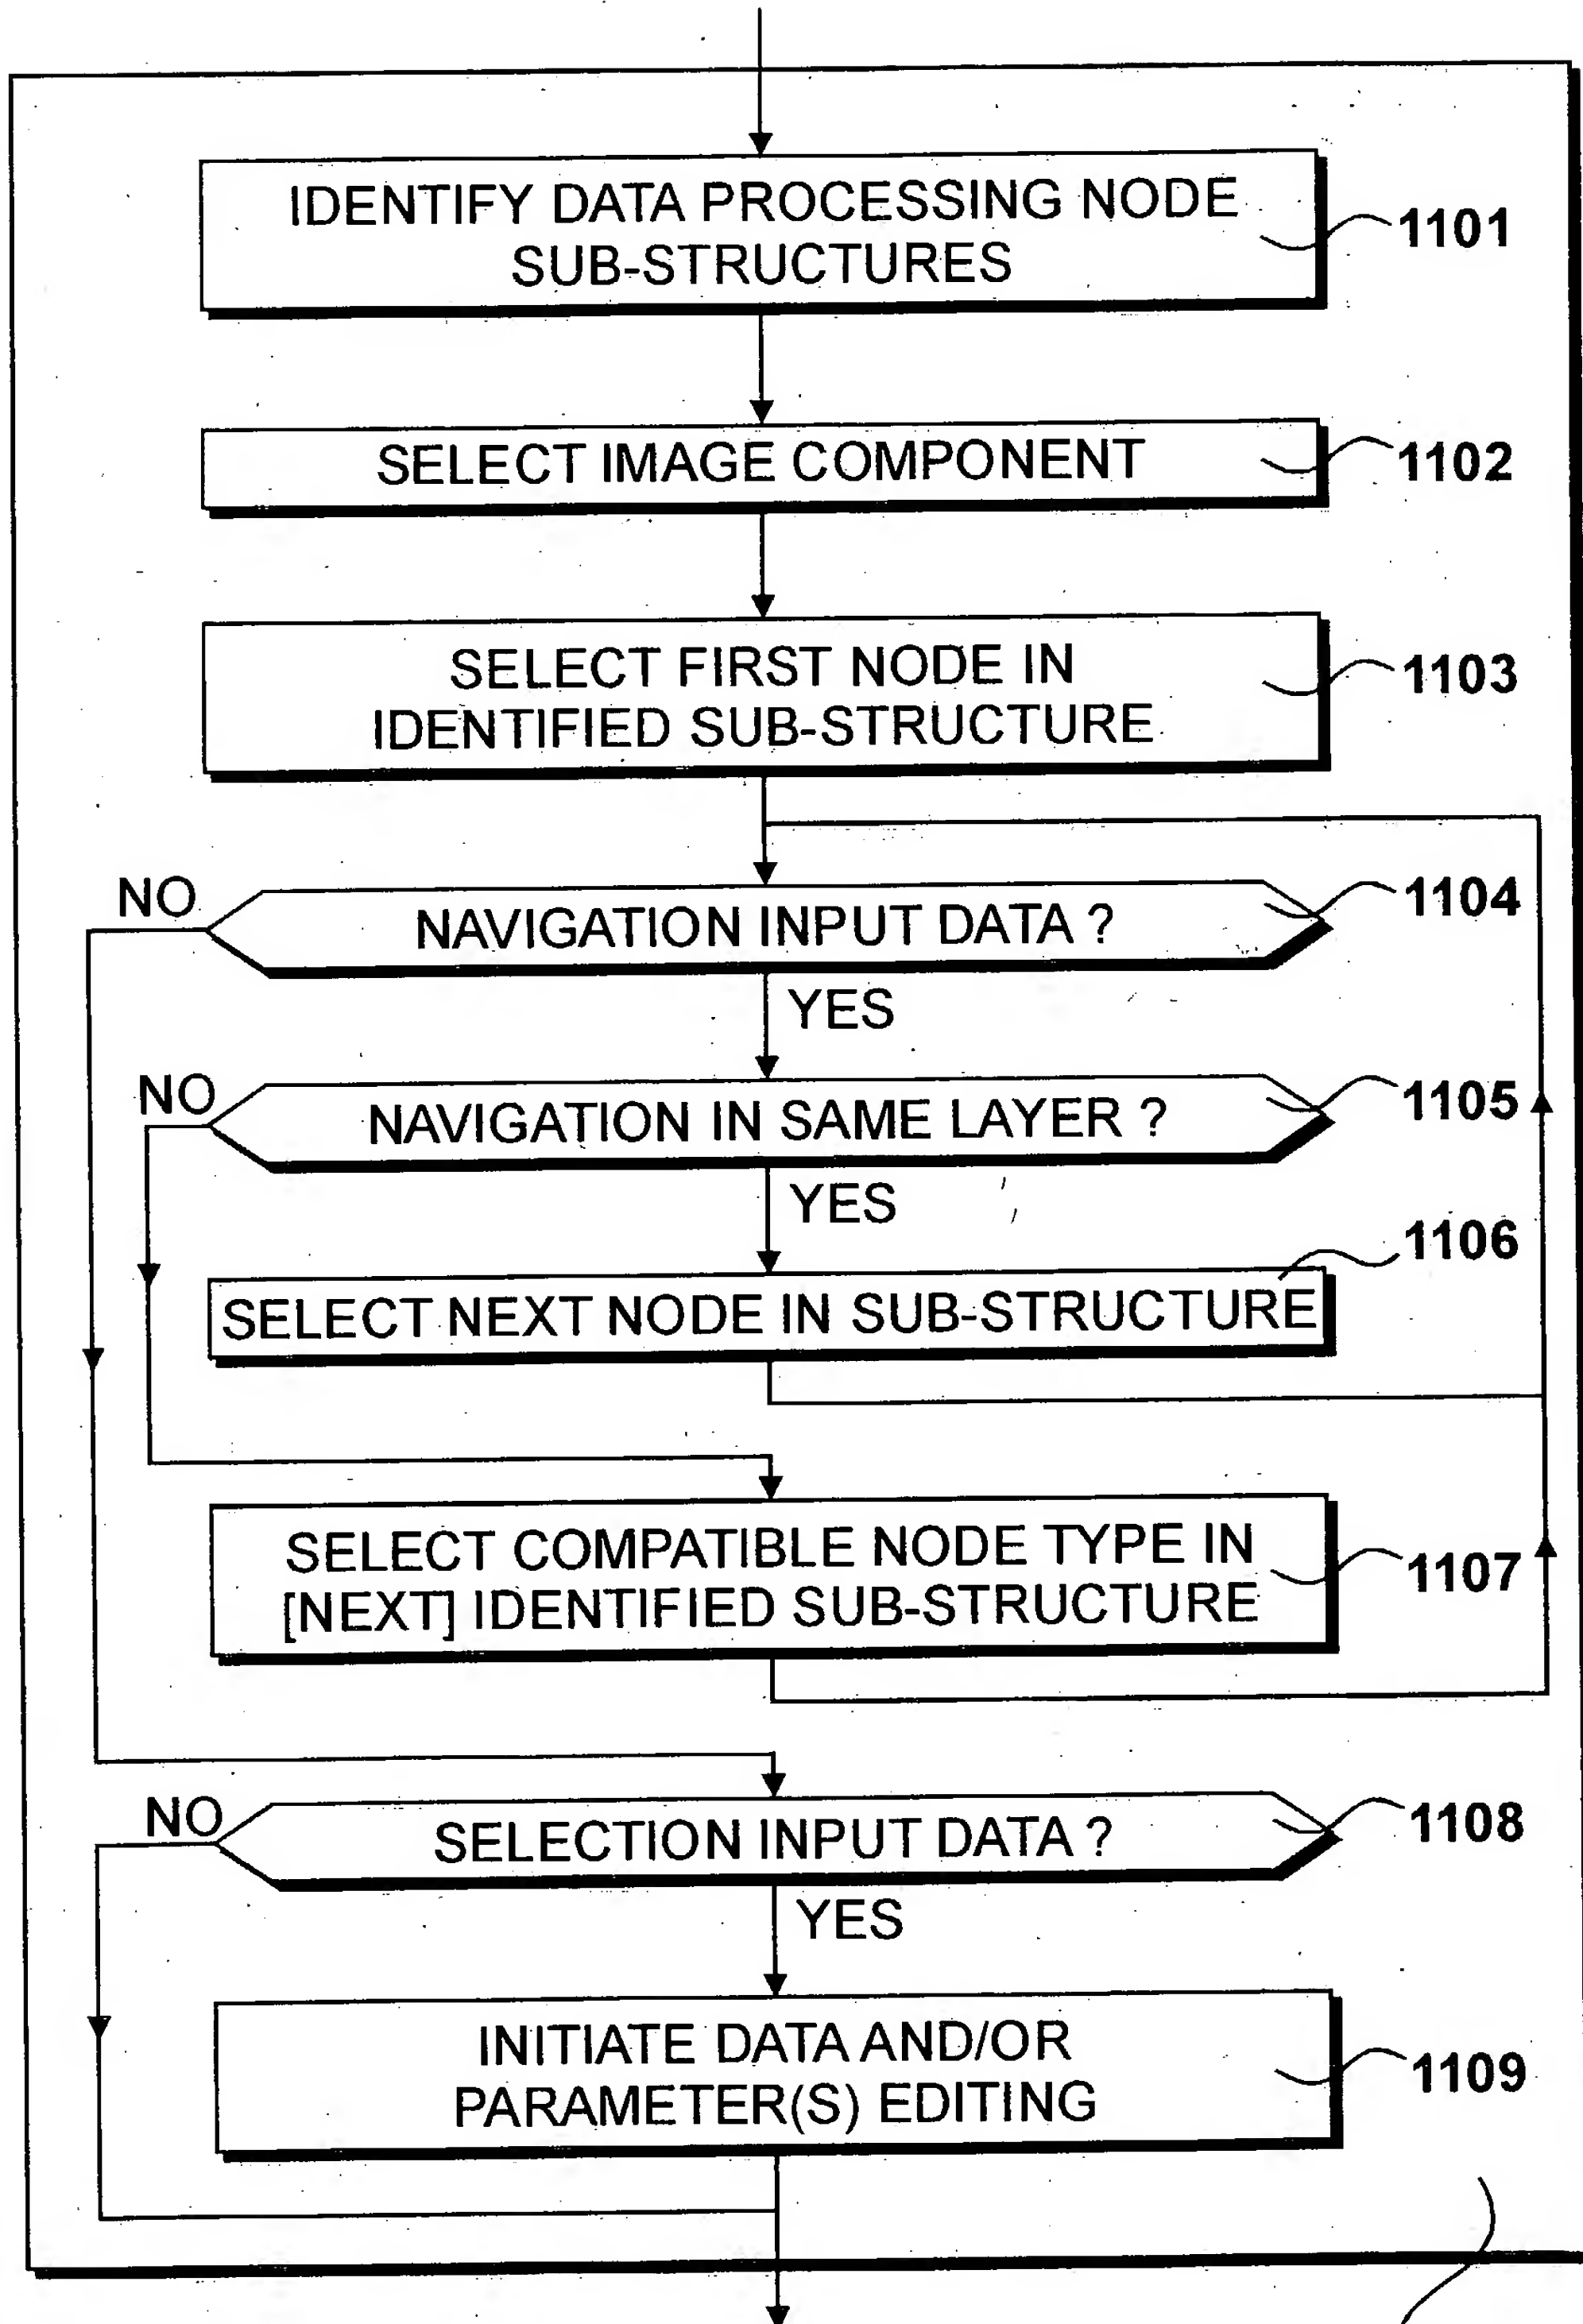 IDENTIFY DATA PROCESSING NODE
SUB-STRUCTURES
1101
SELECT IMAGE COMPONENT
1102
SELECT FIRST NODE IN
IDENTIFIED SUB-STRUCTURE
1103
NO
NAVIGATION INPUT DATA ?
1104
YES
NO
NAVIGATION IN SAME LAYER ?
1105
YES
1106
SELECT NEXT NODE IN SUB-STRUCTURE
SELECT COMPATIBLE NODE TYPE IN
[NEXT] IDENTIFIED SUB-STRUCTURE
1107
NO
SELECTION INPUT DATA ?
1108
YES
INITIATE DATA AND/OR
PARAMETER(S) EDITING
1109